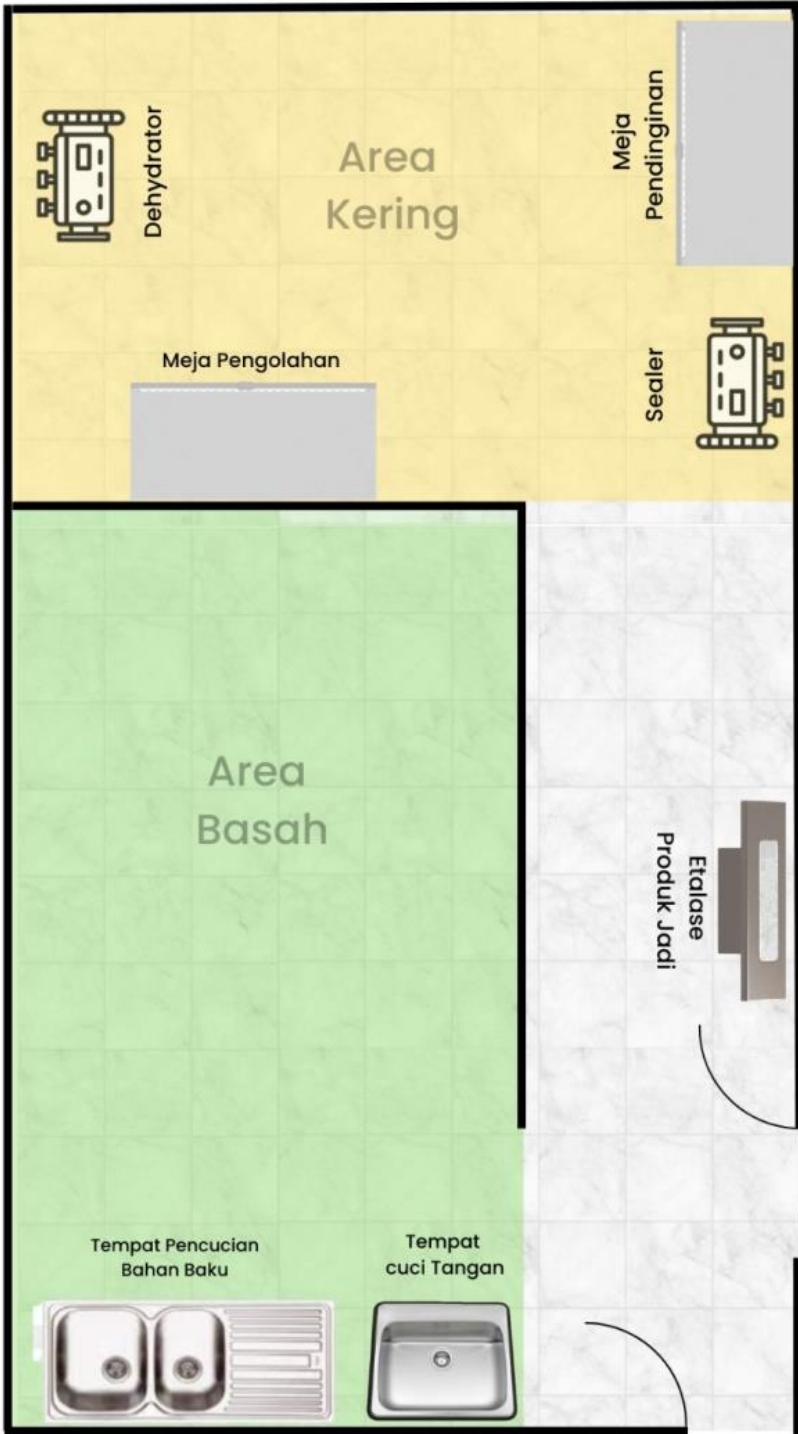 Dehydrator
Area
Kering
Meja
Pendinginan
Meja Pengolahan
Sealer
Area
Basah
Etalase
Produk Jadi
Tempat Pencucian
Bahan Baku
Tempat
cuci Tangan